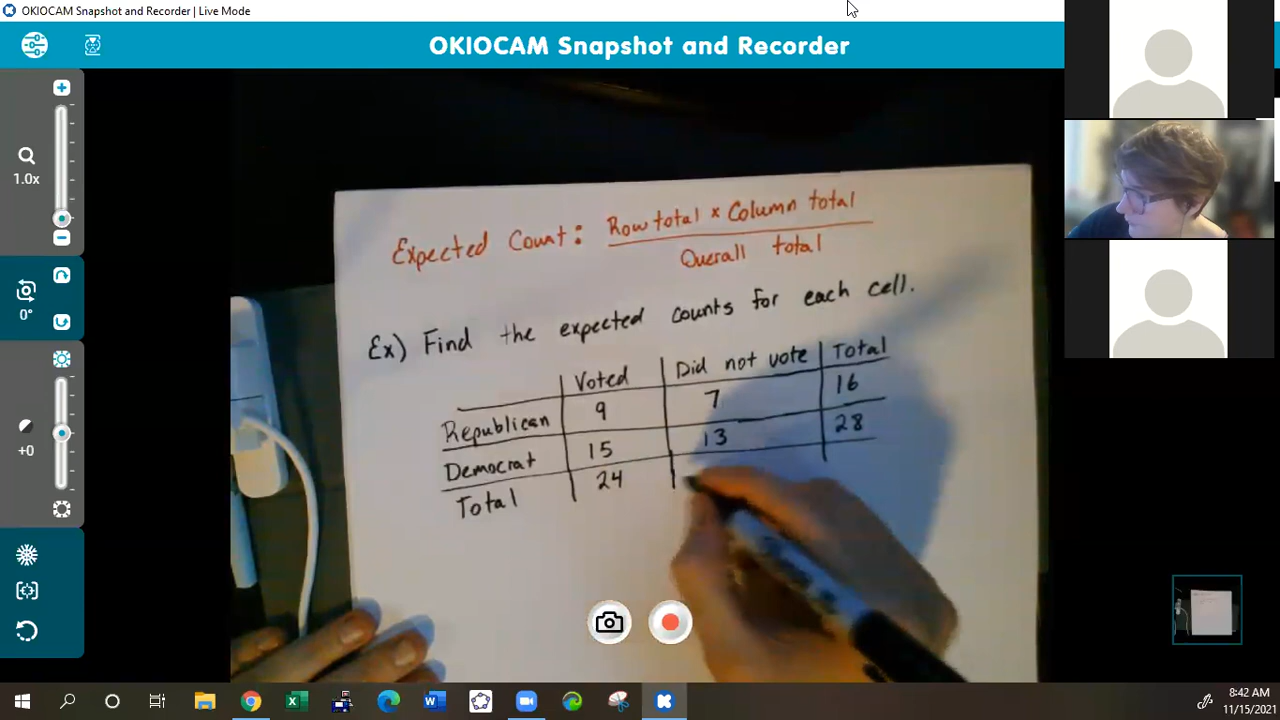 OKIOCAM Snapshot and Recorder | Live Mode
OKIOCAM Snapshot and Recorder
1.0x
0°
+0
Expected Count: Row total × Column total
Overall total
Ex) Find the expected counts for each cell.
Voted Did not vote Total
Republican 9 7 16
Democrat 15 13 28
Total 24
8:42 AM
11/15/2021